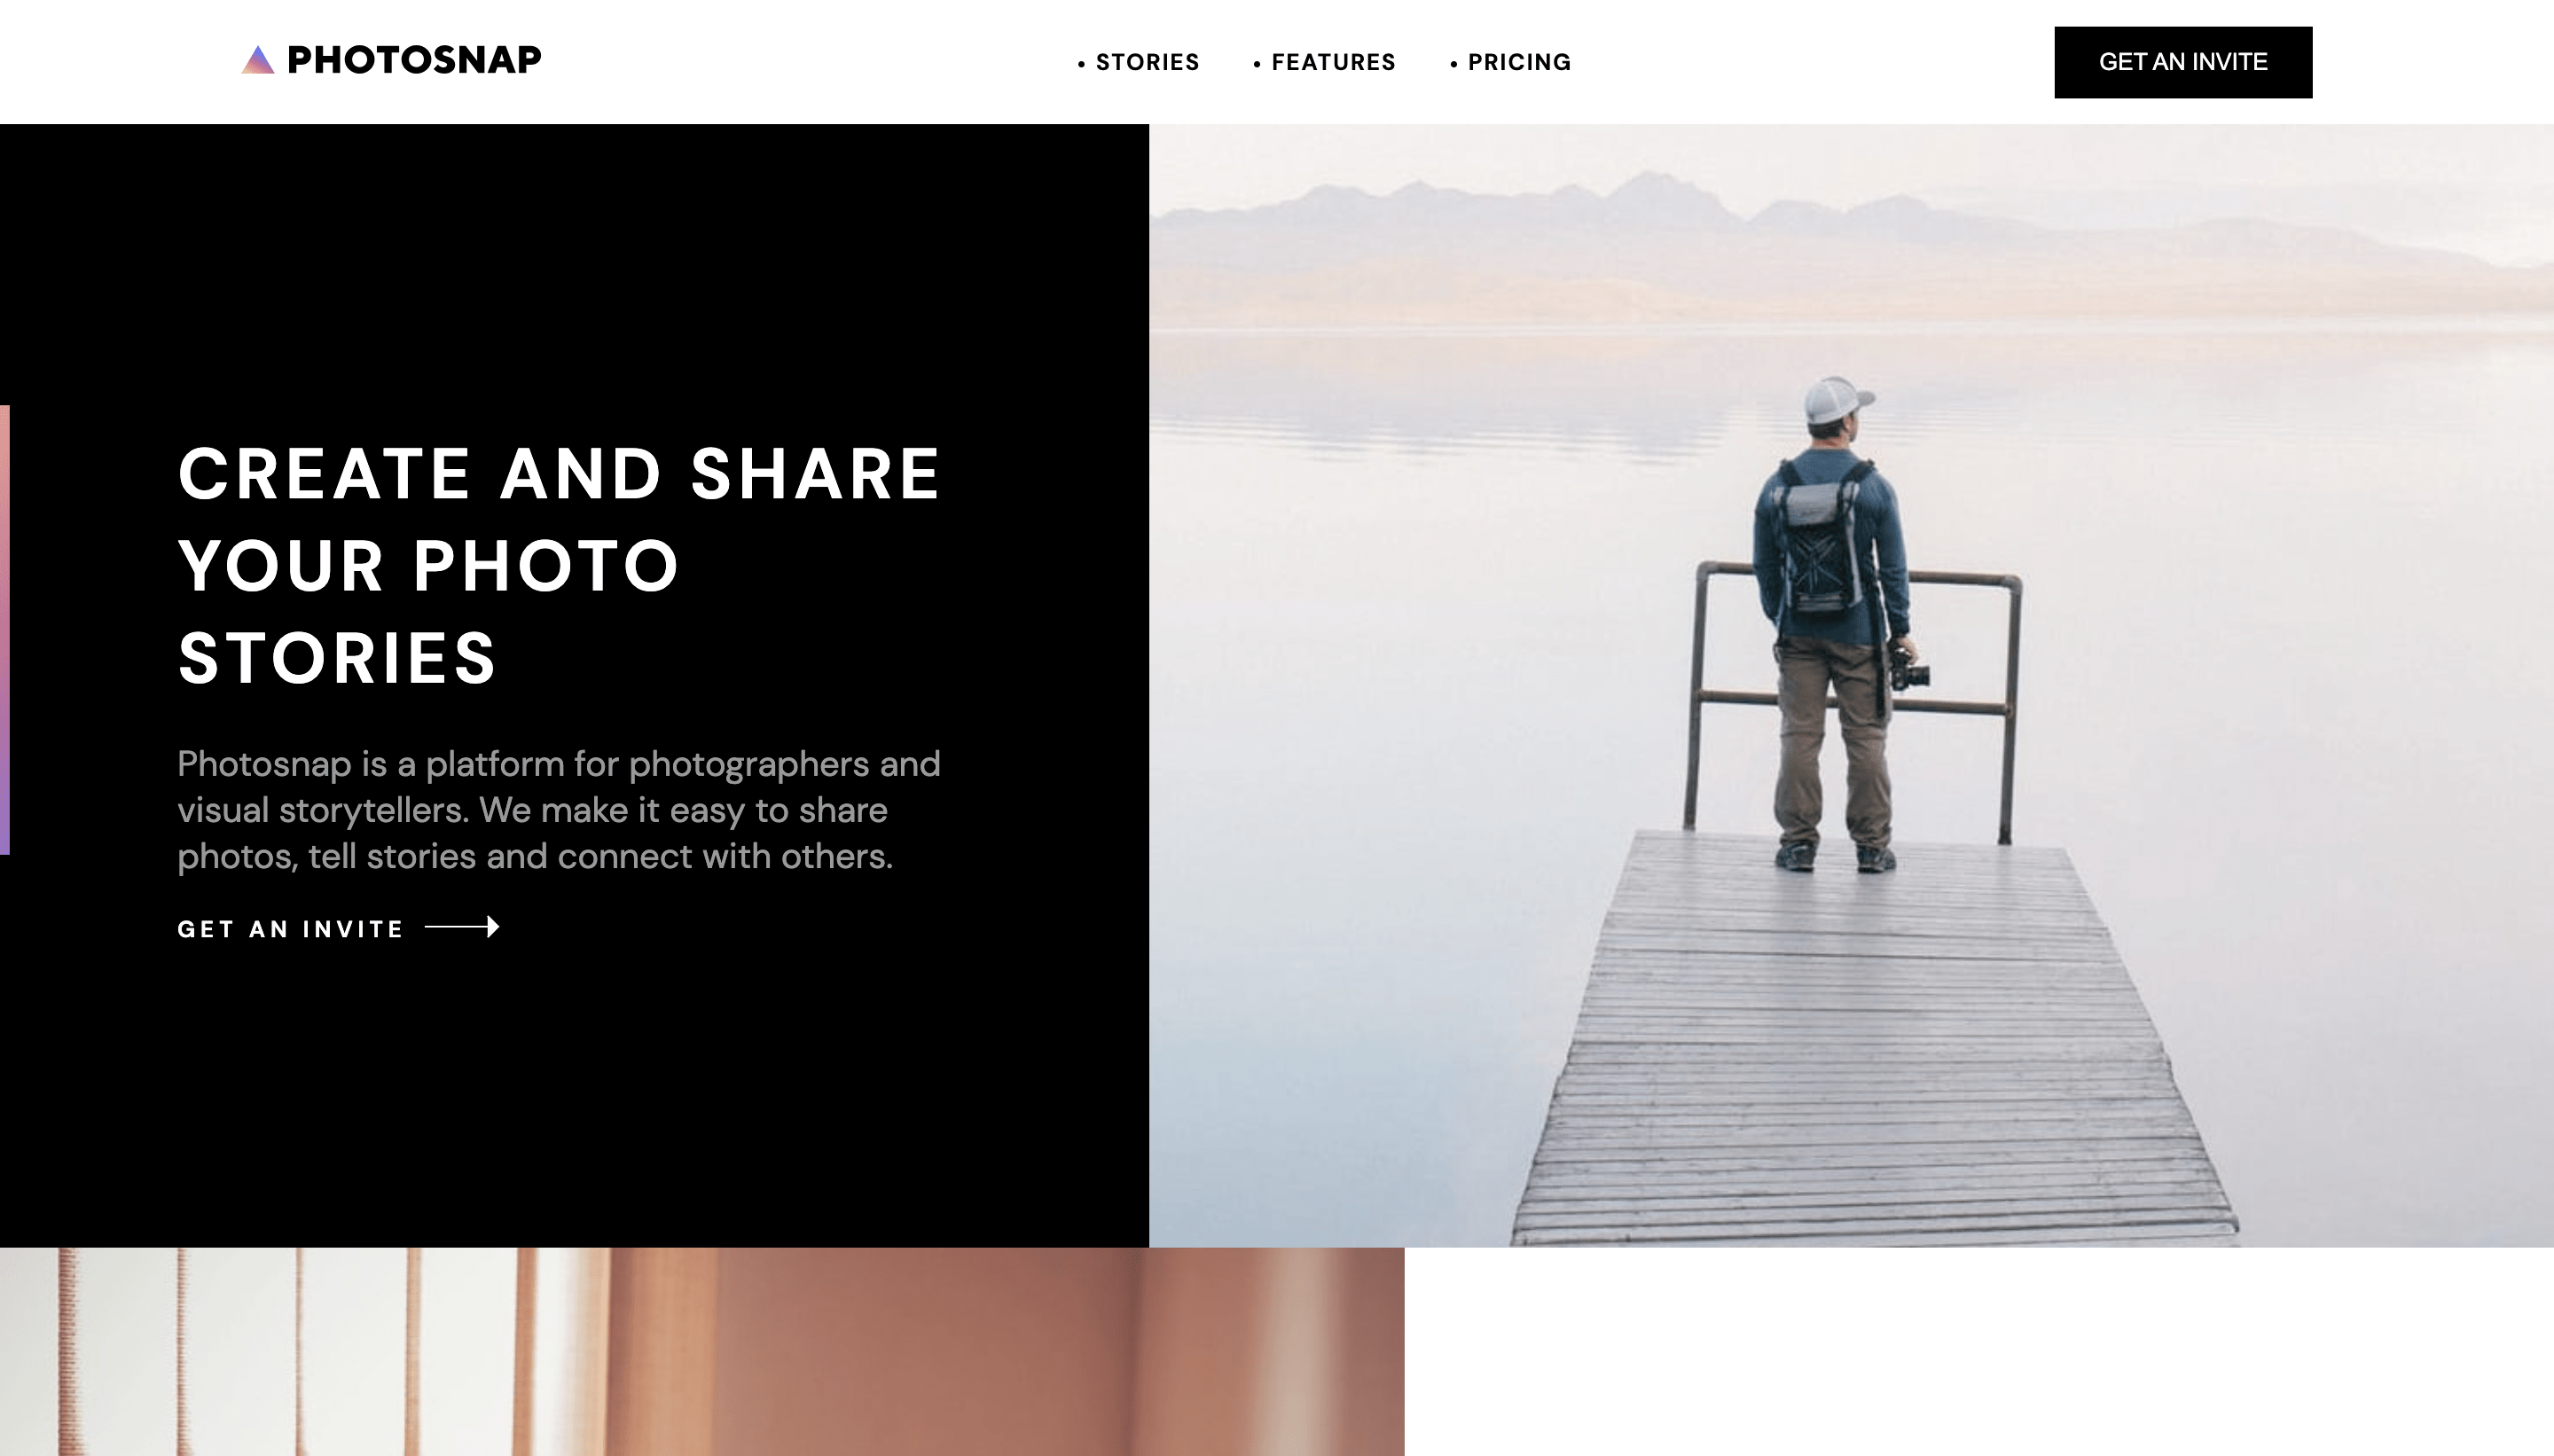 PHOTOSNAP
• STORIES • FEATURES • PRICING
GET AN INVITE
CREATE AND SHARE
YOUR PHOTO
STORIES
Photosnap is a platform for photographers and
visual storytellers. We make it easy to share
photos, tell stories and connect with others.
GET AN INVITE